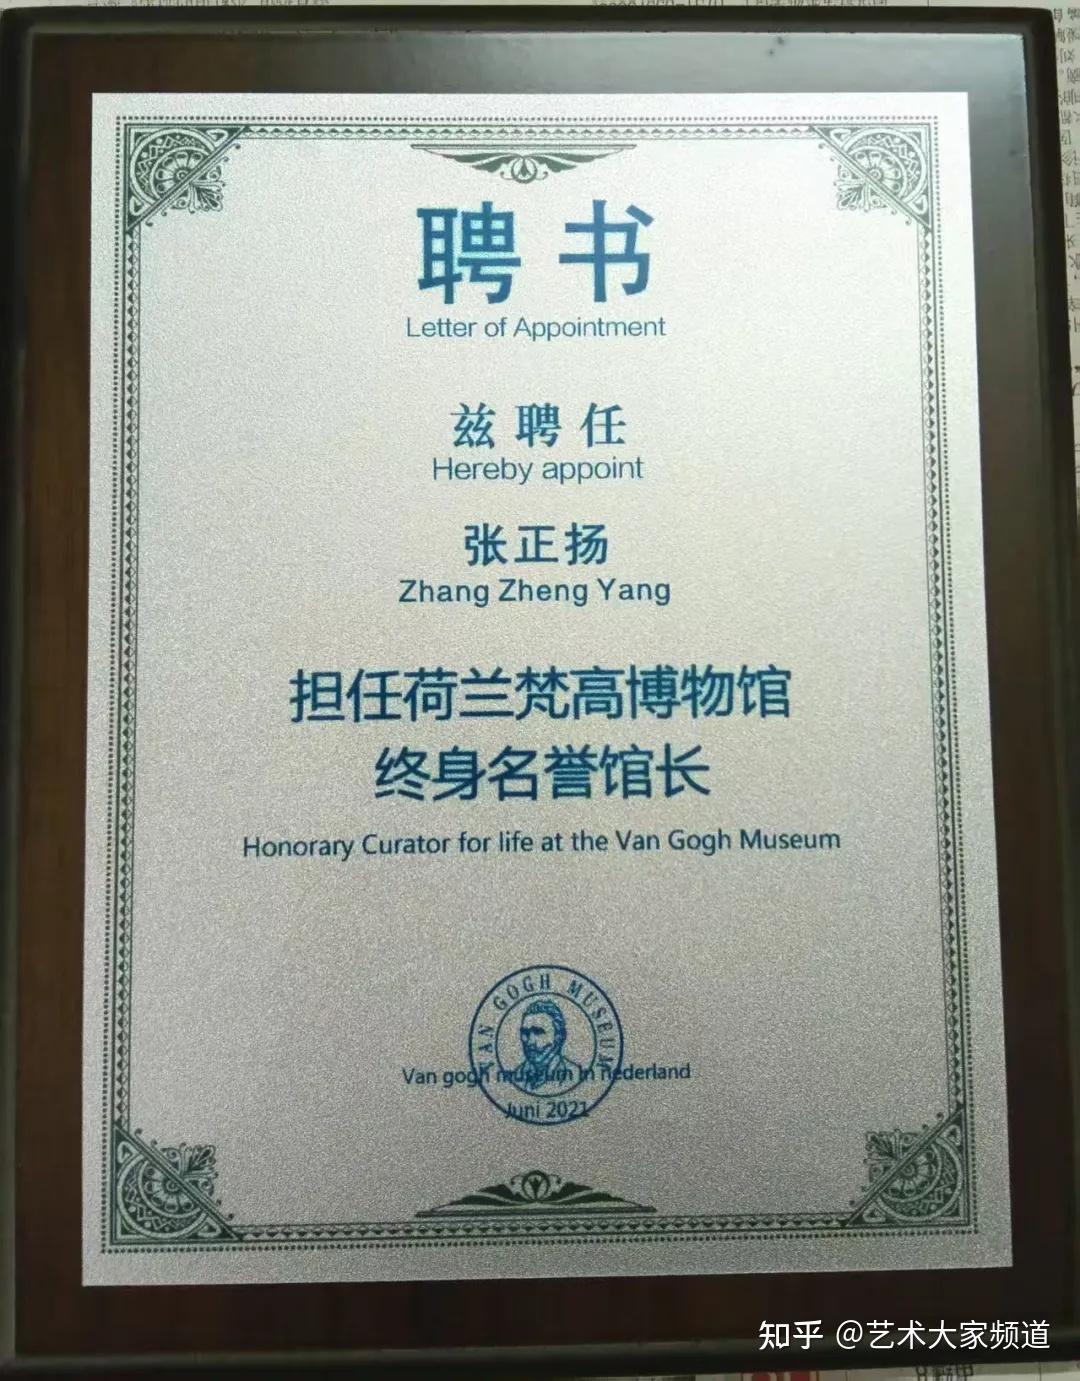 聘书
Letter of Appointment
兹聘任
Hereby appoint
张正扬
Zhang Zheng Yang
担任荷兰梵高博物馆
终身名誉馆长
Honorary Curator for life at the Van Gogh Museum
VAN GOGH MUSEUM
Van gogh museum in nederland
Juni 2021
知乎 @艺术大家频道